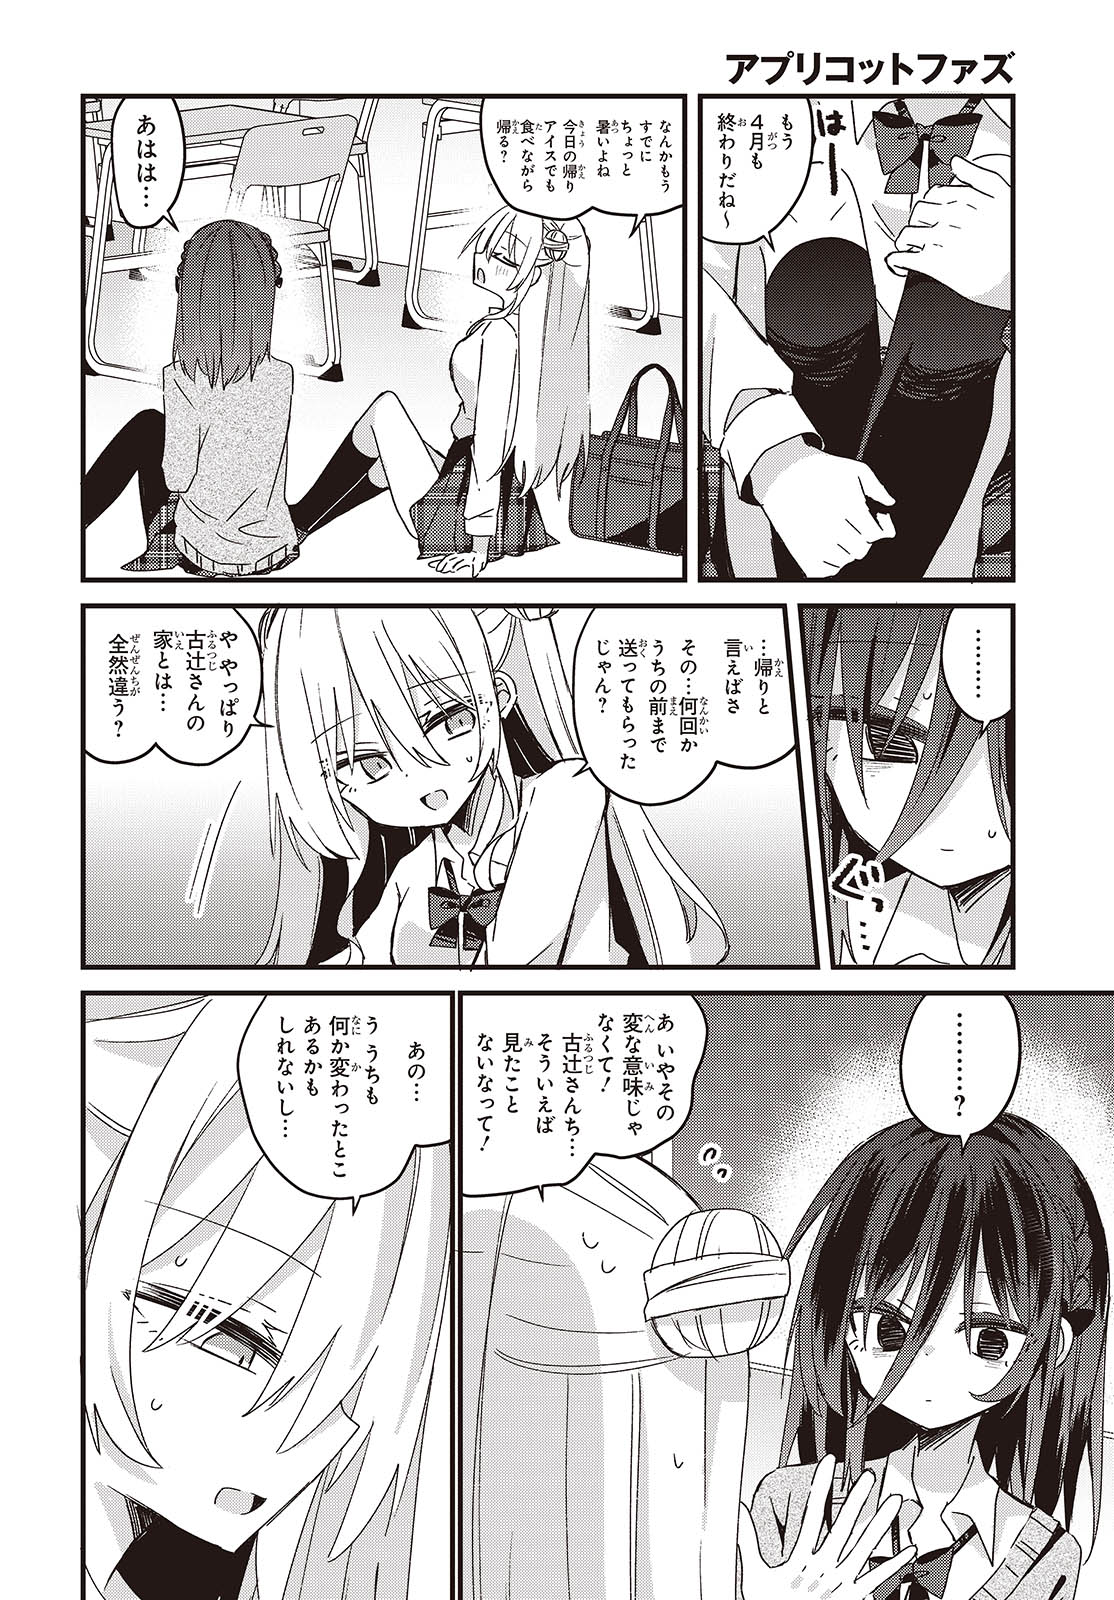 アプリコットファズ
もう
4月も
終わりだね〜
はー
なんかもう
すでに
ちょっと
暑いよね
今日の帰り
アイスでも
食べながら
帰る?
あはは…
………
ぐっ…
…帰りと
言えばさ
その…何回か
うちの前まで
送ってもらった
じゃん?
や やっぱり
古辻さんの
家とは…
全然違う?
………?
あ いやその
変な意味じゃ
なくて!
古辻さんち…
そういえば
見たこと
ないなって!
あの…
う うちも
何か変わったとこ
あるかも
しれないし…